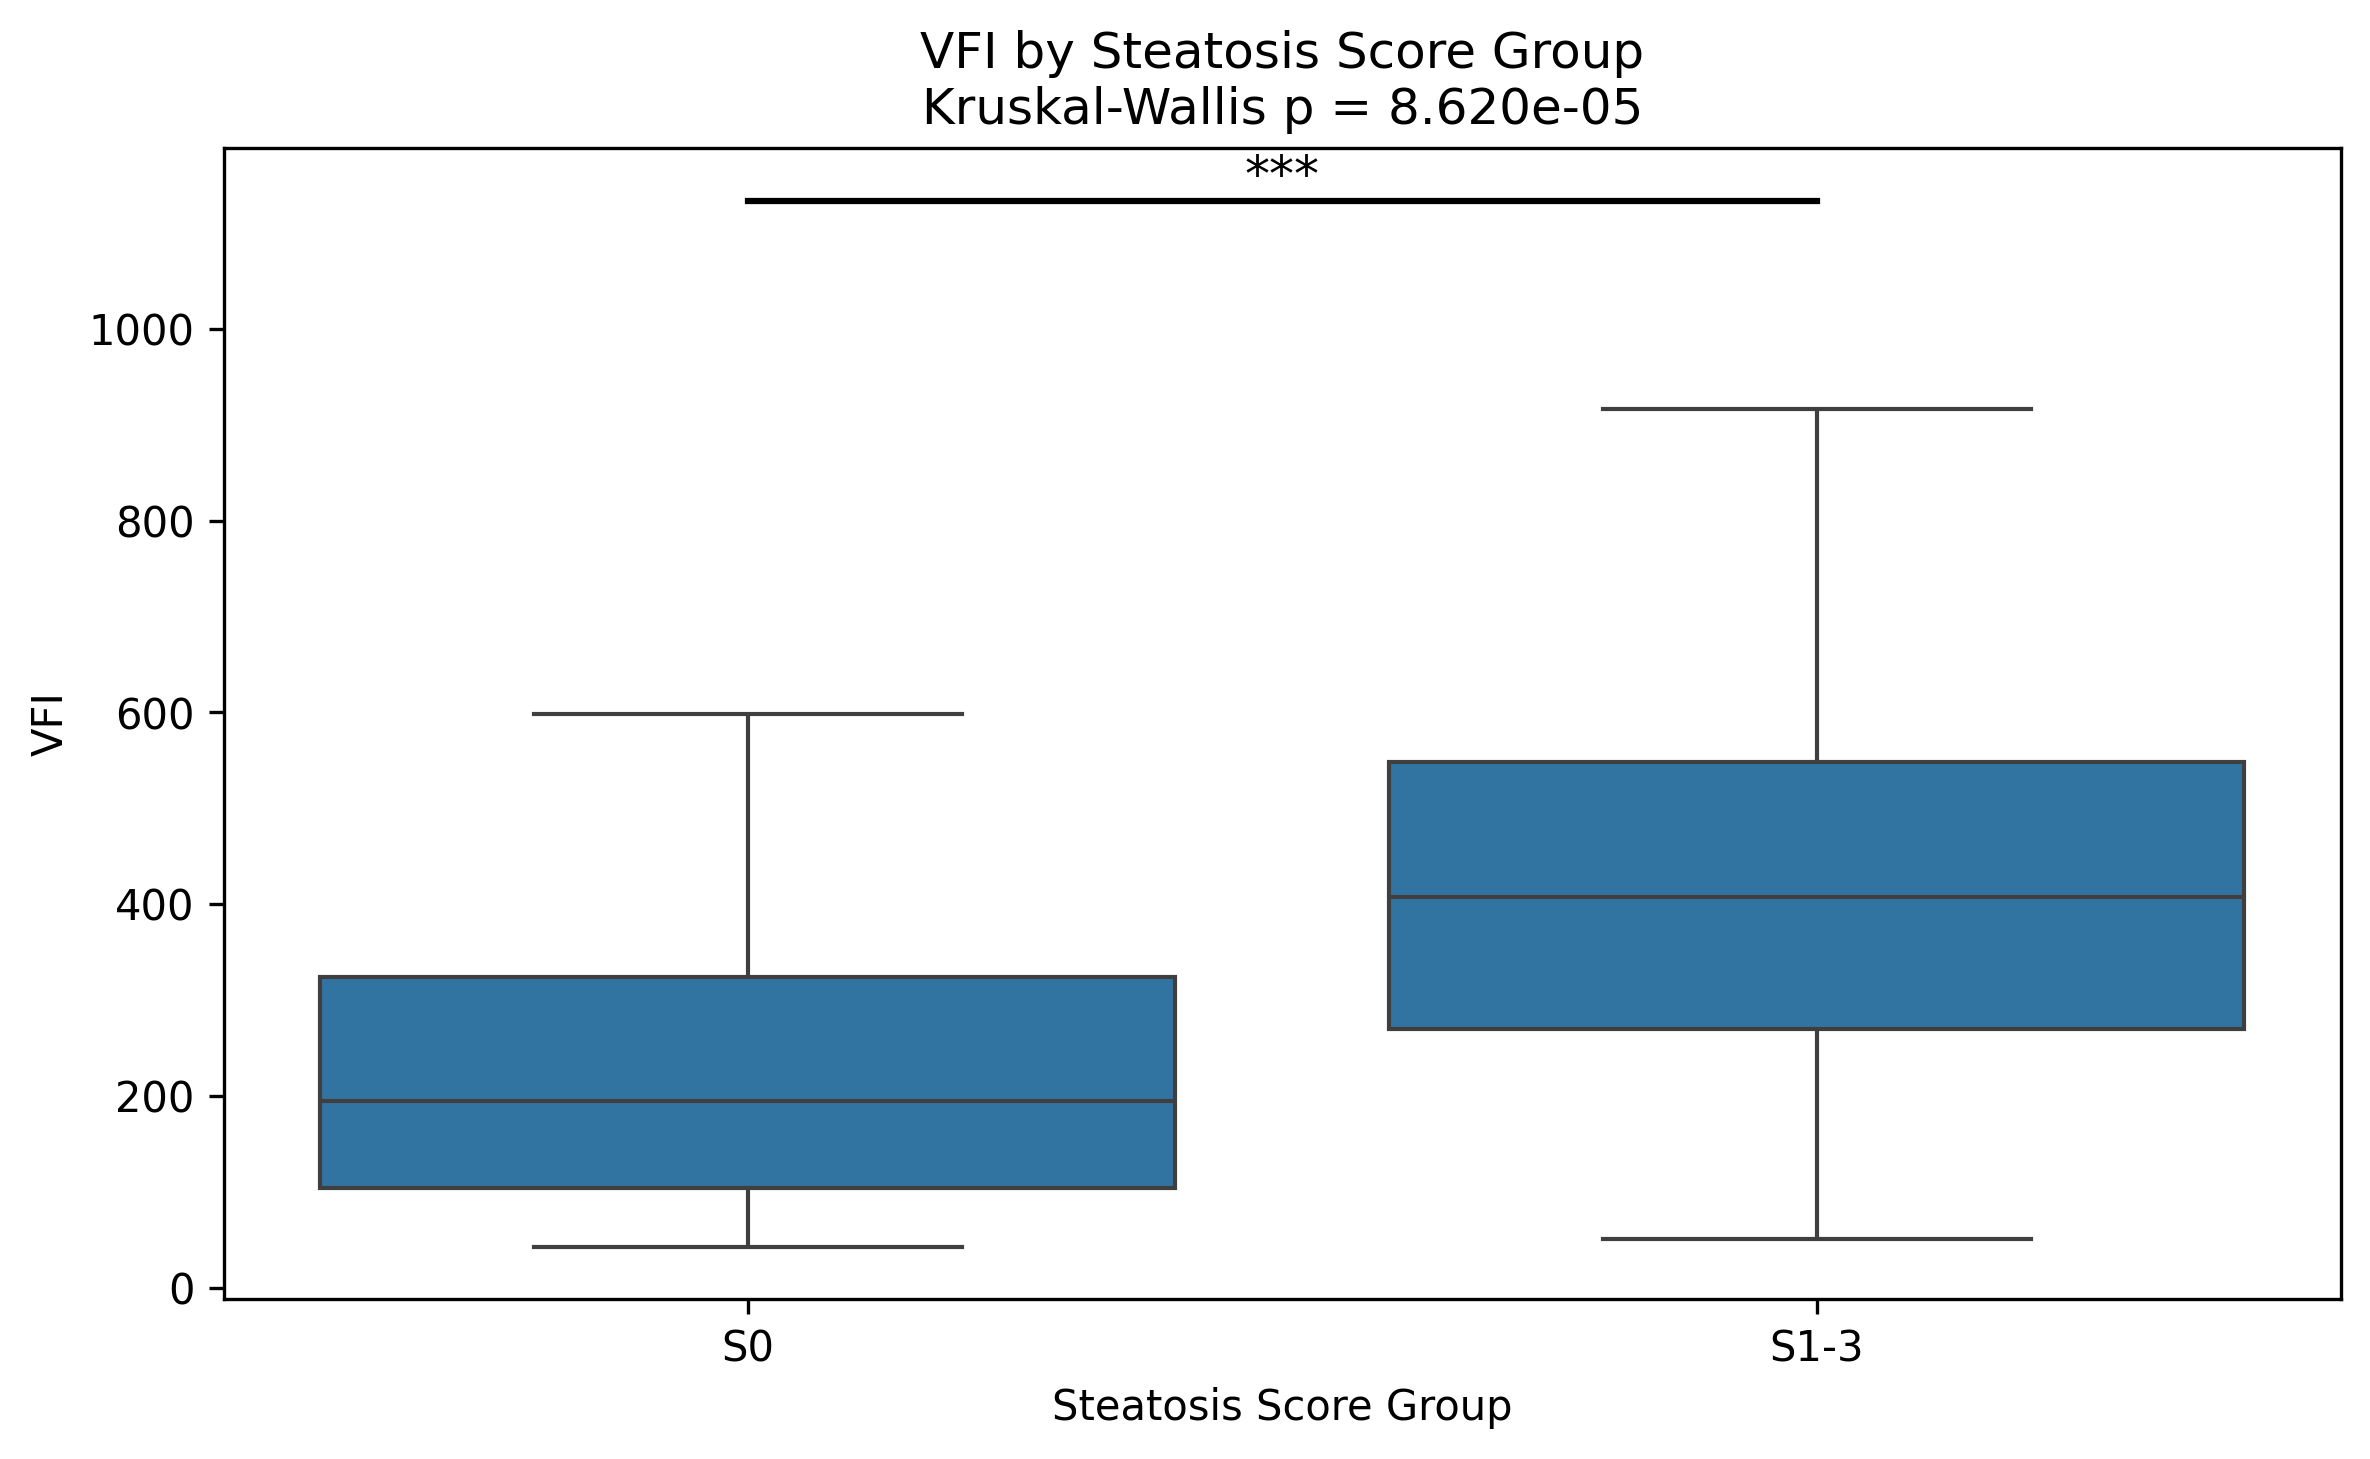 VFI by Steatosis Score Group
Kruskal-Wallis p = 8.620e-05
***
1000
800
600
400
200
0
VFI
S0
S1-3
Steatosis Score Group